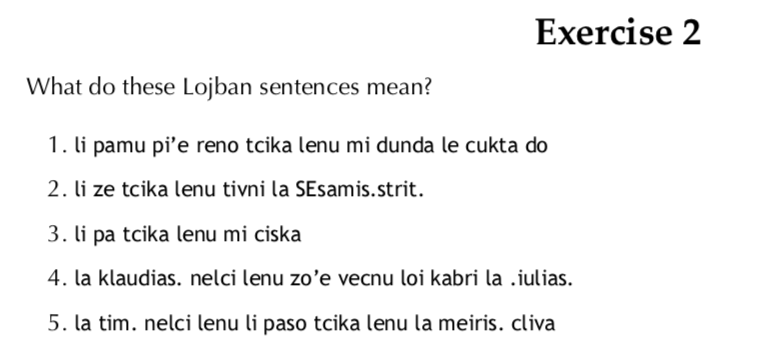 Exercise 2
What do these Lojban sentences mean?
1. li pamu pi’e reno tcika lenu mi dunda le cukta do
2. li ze tcika lenu tivni la SEsamis.strit.
3. li pa tcika lenu mi ciska
4. la klaudias. nelci lenu zo’e vecnu loi kabri la .iulias.
5. la tim. nelci lenu li paso tcika lenu la meiris. cliva